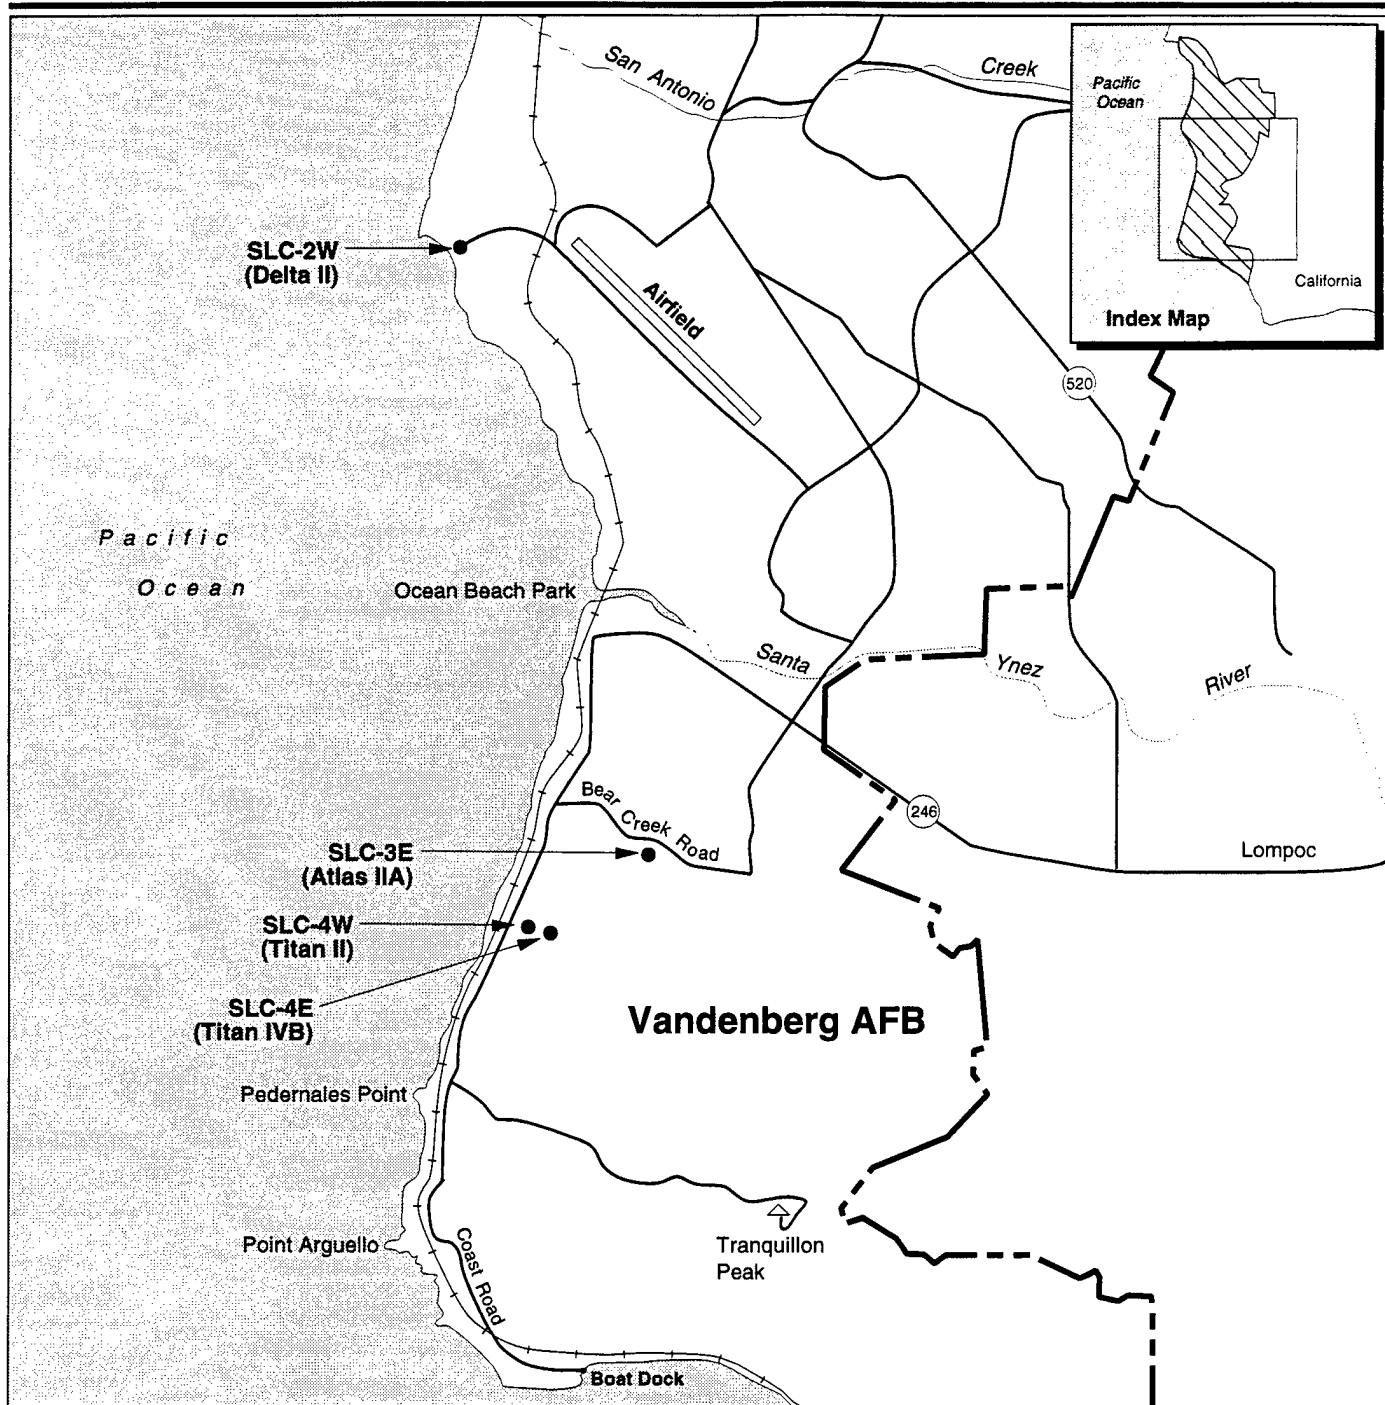 San Antonio
Creek
Pacific
Ocean
California
Index Map
SLC-2W
(Delta II)
Airfield
520
Pacific
Ocean
Ocean Beach Park
Santa
Ynez
River
Bear Creek Road
246
Lompoc
SLC-3E
(Atlas IIA)
SLC-4W
(Titan II)
SLC-4E
(Titan IVB)
Vandenberg AFB
Pedernales Point
Point Arguello
Coast Road
Tranquillon
Peak
Boat Dock